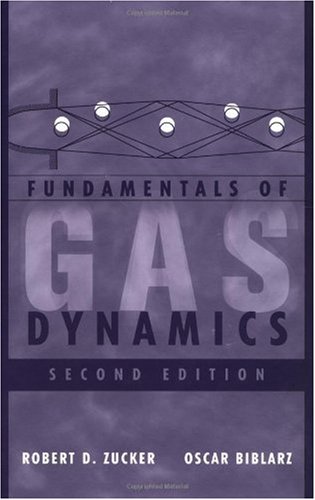 FUNDAMENTALS OF
GAS
DYNAMICS
SECOND EDITION
ROBERT D. ZUCKER OSCAR BIBLARZ